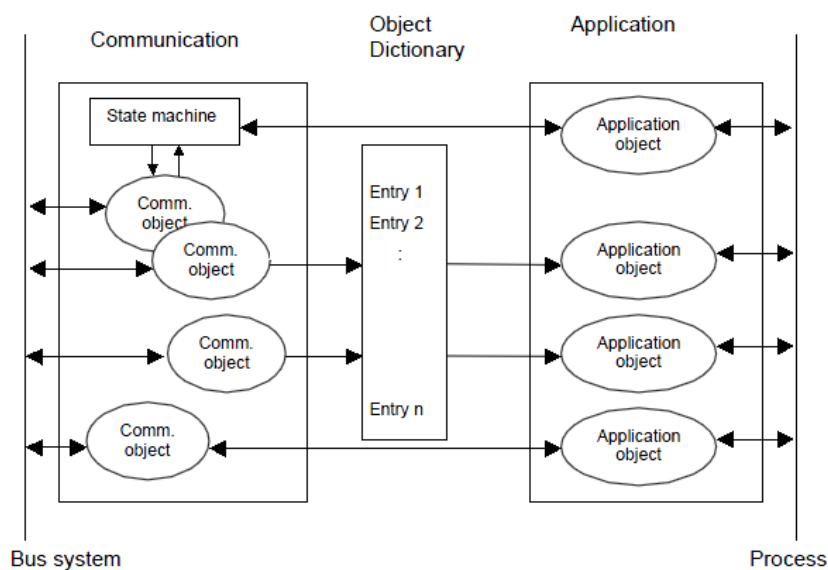 Communication
Object
Dictionary
Application
State machine
Application
object
Comm.
object
Entry 1
Entry 2
:
Comm.
object
Application
object
Comm.
object
Application
object
Entry n
Comm.
object
Application
object
Bus system
Process